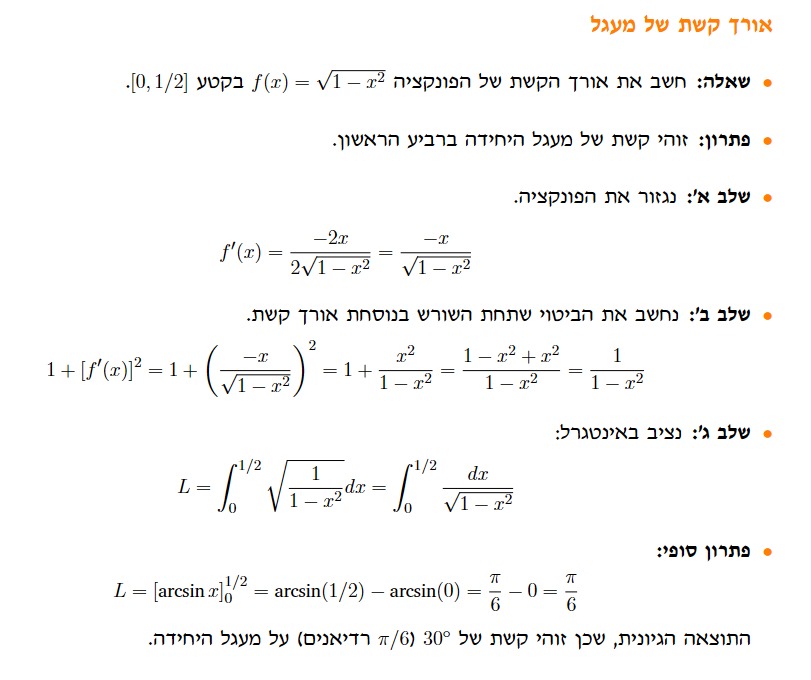 אורך קשת של מעגל
• שאלה: חשב את אורך הקשת של הפונקציה $f(x) = \sqrt{1-x^2}$ בקטע $[0, 1/2]$.
• פתרון: זוהי קשת של מעגל היחידה ברביע הראשון.
• שלב א': נגזור את הפונקציה.
$f'(x) = \frac{-2x}{2\sqrt{1-x^2}} = \frac{-x}{\sqrt{1-x^2}}$
• שלב ב': נחשב את הביטוי שתחת השורש בנוסחת אורך קשת.
$1 + [f'(x)]^2 = 1 + \left(\frac{-x}{\sqrt{1-x^2}}\right)^2 = 1 + \frac{x^2}{1-x^2} = \frac{1-x^2+x^2}{1-x^2} = \frac{1}{1-x^2}$
• שלב ג': נציב באינטגרל:
$L = \int_0^{1/2} \sqrt{\frac{1}{1-x^2}} dx = \int_0^{1/2} \frac{dx}{\sqrt{1-x^2}}$
• פתרון סופי:
$L = [\arcsin x]_0^{1/2} = \arcsin(1/2) - \arcsin(0) = \frac{\pi}{6} - 0 = \frac{\pi}{6}$
התוצאה הגיונית, שכן זוהי קשת של $30^\circ$ ($\pi/6$ רדיאנים) על מעגל היחידה.